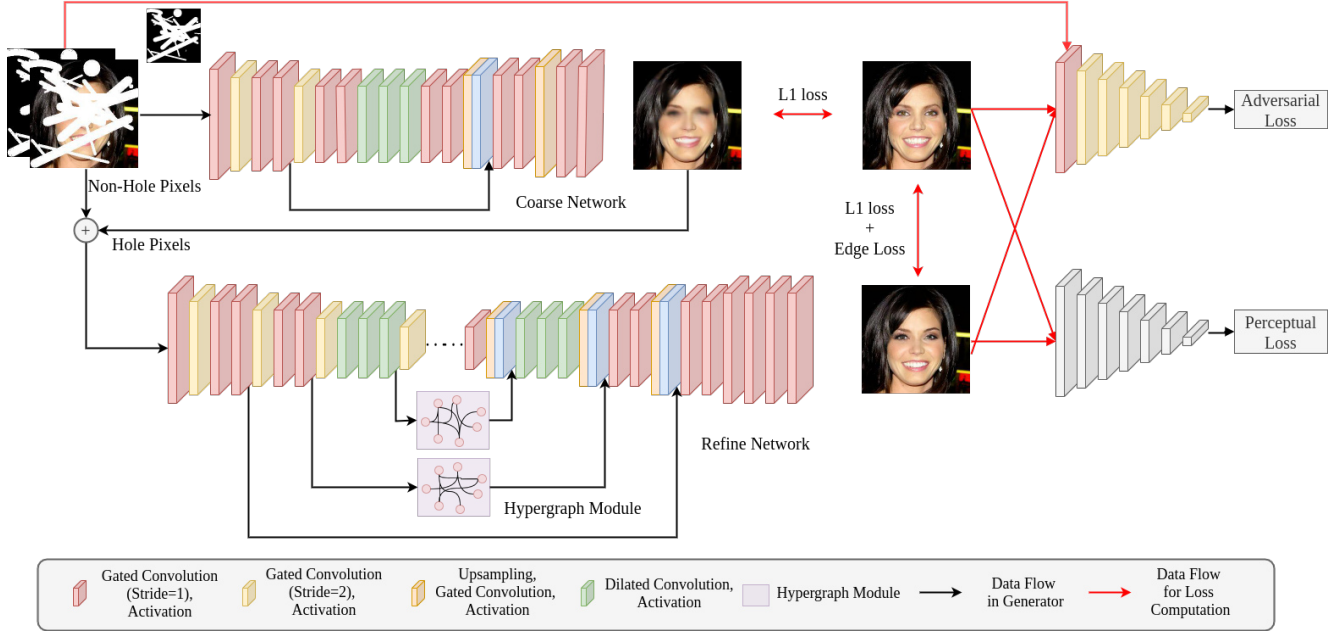 L1 loss
Adversarial
Loss
Non-Hole Pixels
Coarse Network
Hole Pixels
+
L1 loss
+
Edge Loss
Perceptual
Loss
Refine Network
Hypergraph Module
Gated Convolution
(Stride=1),
Activation
Gated Convolution
(Stride=2),
Activation
Upsampling,
Gated Convolution,
Activation
Dilated Convolution,
Activation
Hypergraph Module
Data Flow
in Generator
Data Flow
for Loss
Computation